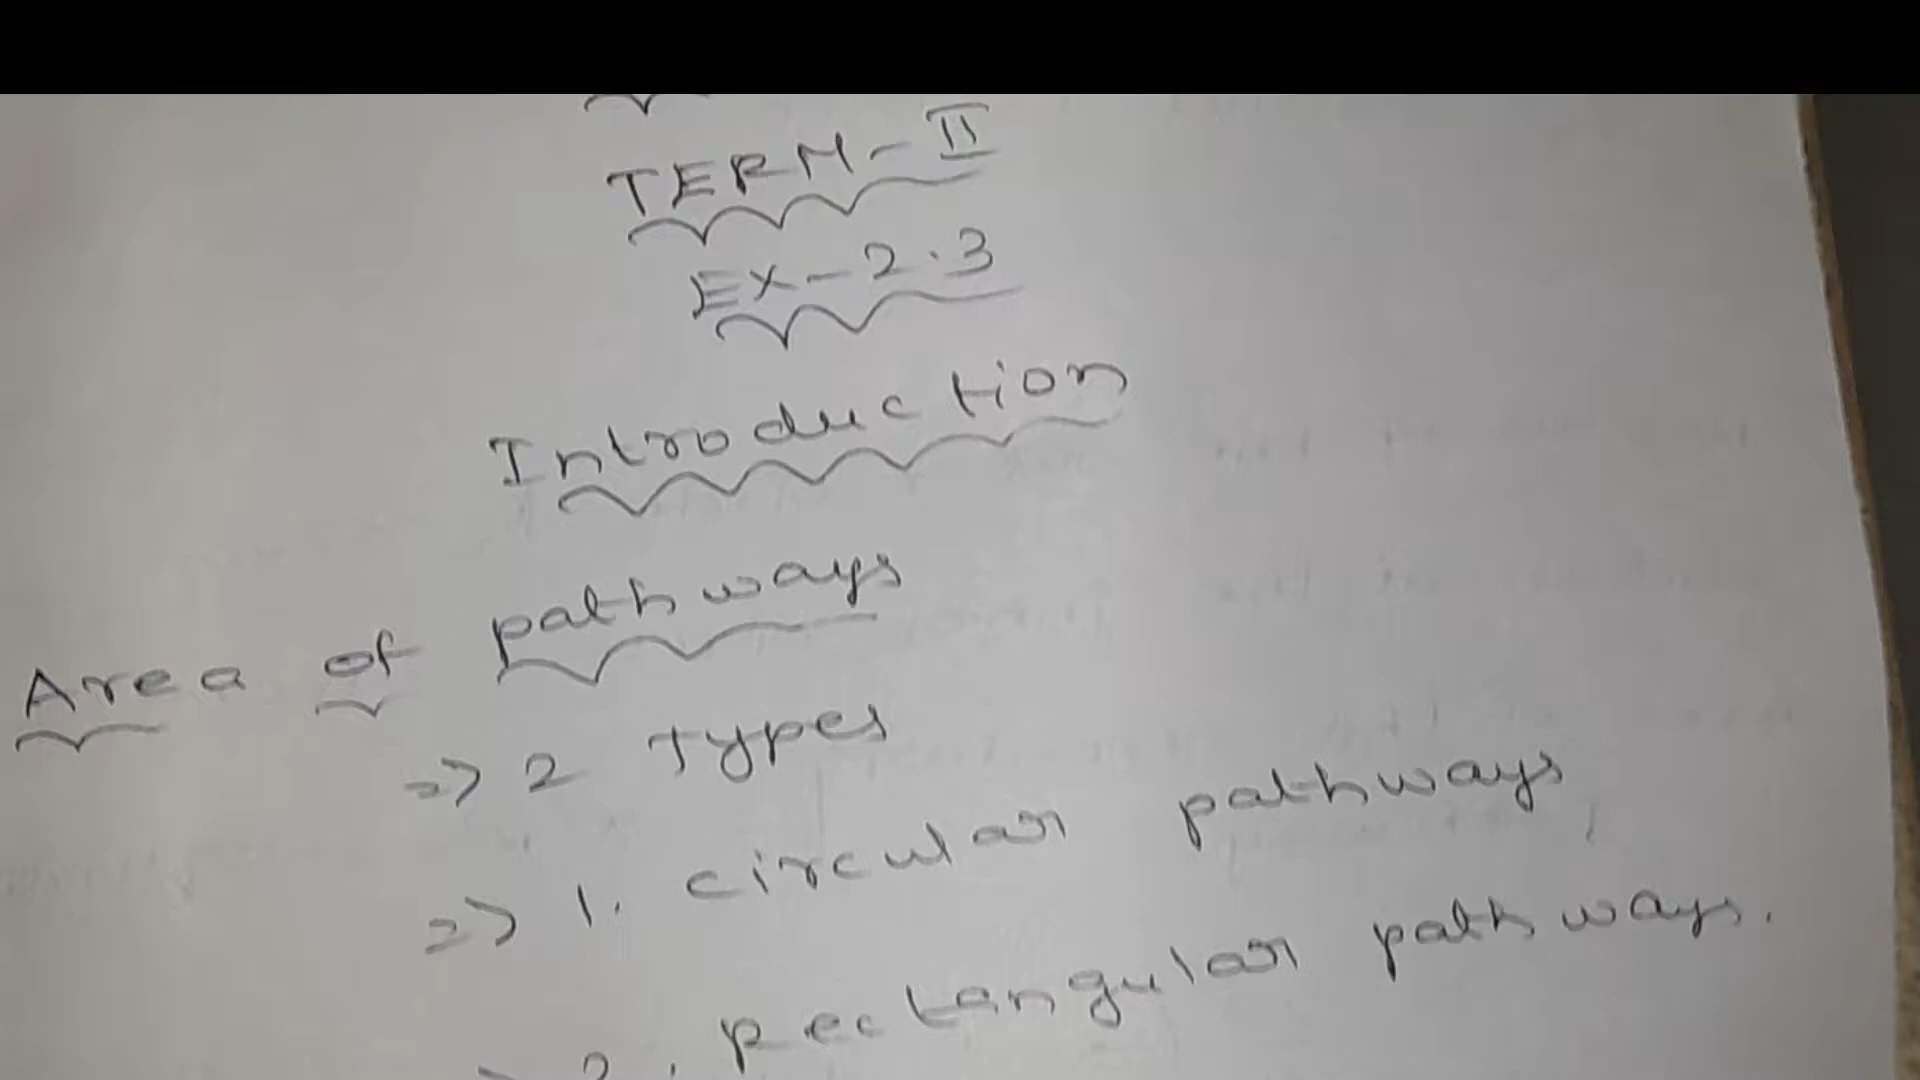 TERM-II
EX-2.3
Introduction
Area of pathways
=> 2 Types
=> 1. circular pathways
=> 2. Rectangular pathways.